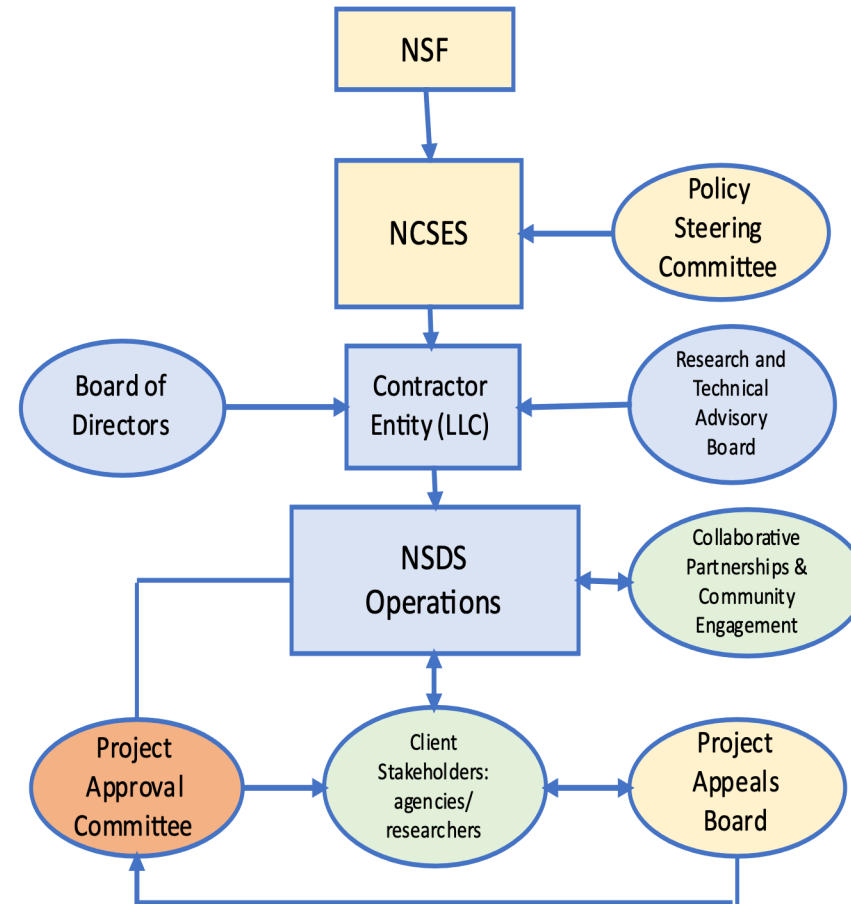 NSF
NCSES
Policy
Steering
Committee
Board of
Directors
Contractor
Entity (LLC)
Research and
Technical
Advisory
Board
NSDS
Operations
Collaborative
Partnerships &
Community
Engagement
Project
Approval
Committee
Client
Stakeholders:
agencies/
researchers
Project
Appeals
Board